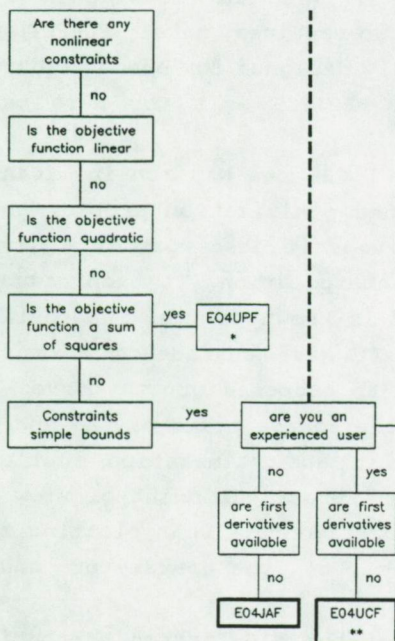 Are there any
nonlinear
constraints
no
Is the objective
function linear
no
Is the objective
function quadratic
no
Is the objective
function a sum
of squares
yes
E04UPF
*
no
Constraints
simple bounds
yes
are you an
experienced user
no
yes
are first
derivatives
available
are first
derivatives
available
no
no
E04JAF
E04UCF
**